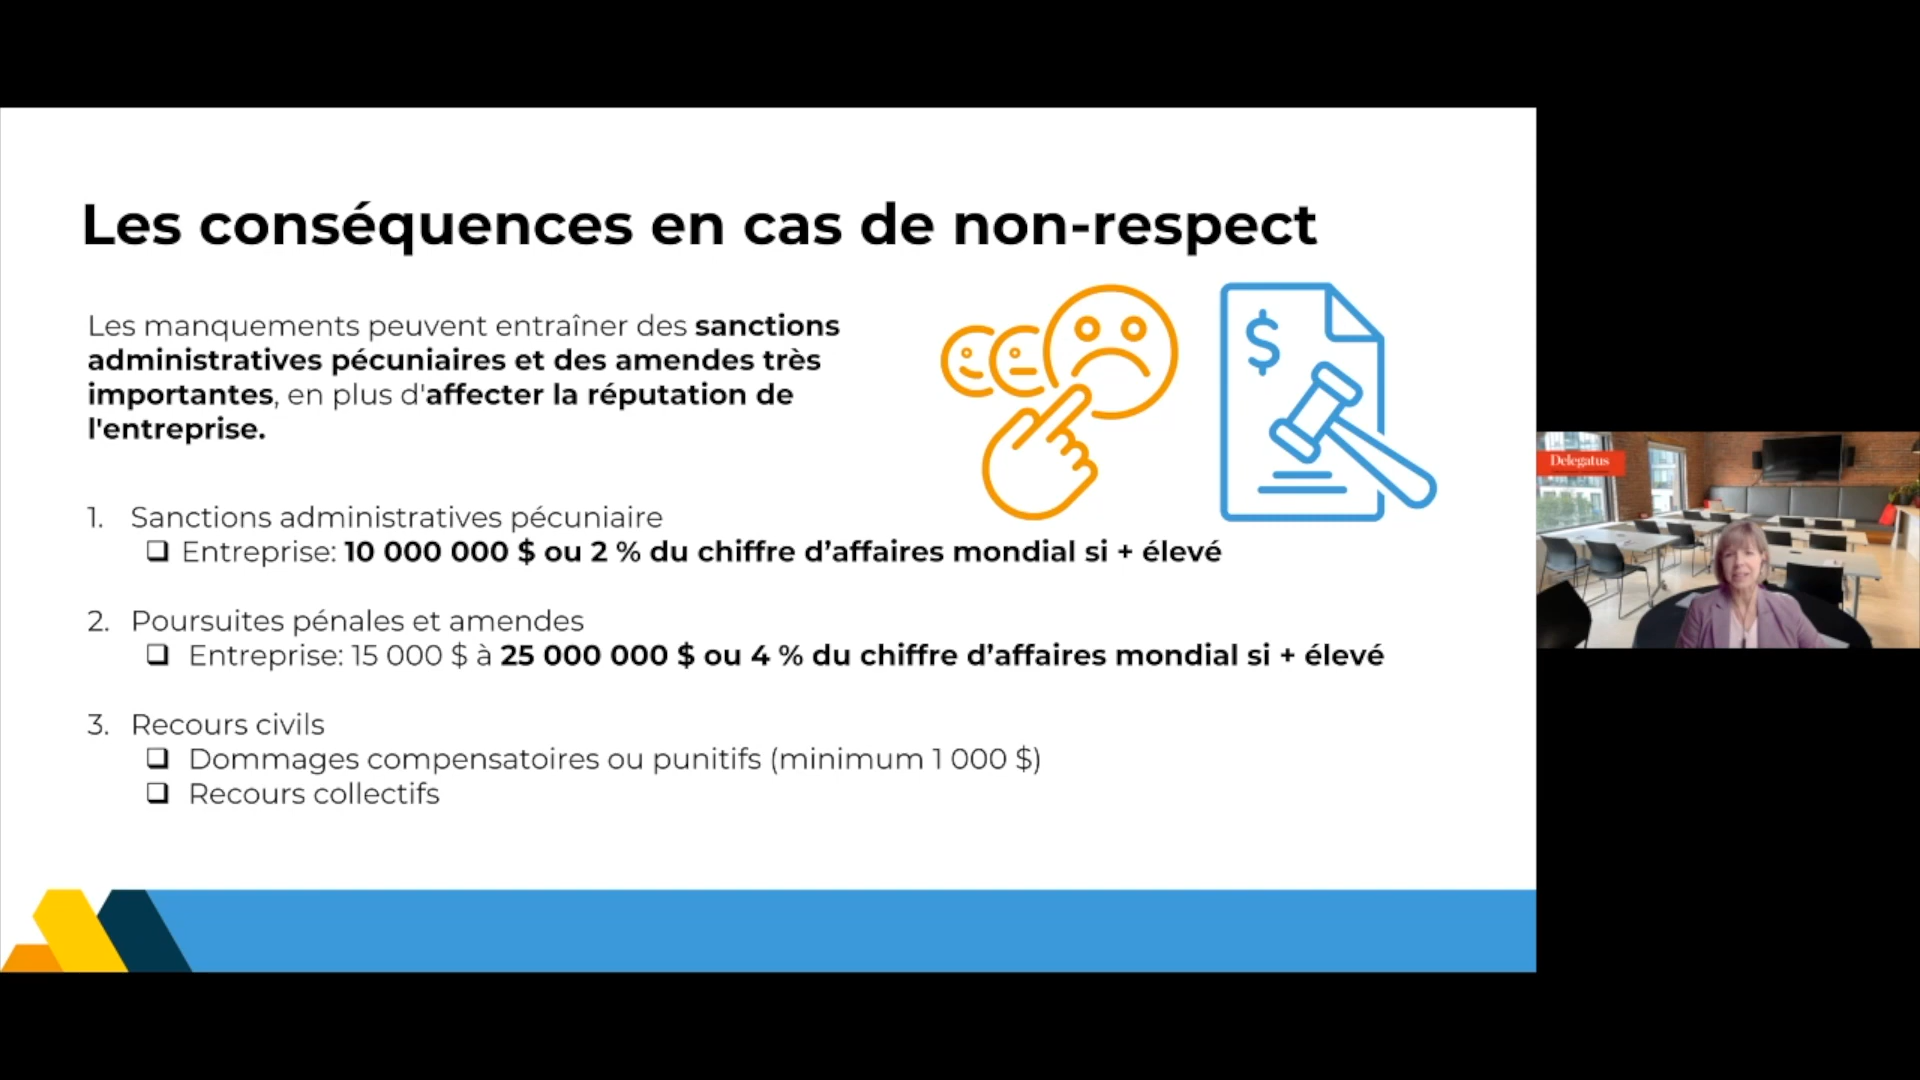 Les conséquences en cas de non-respect
Les manquements peuvent entraîner des sanctions
administratives pécuniaires et des amendes très
importantes, en plus d'affecter la réputation de
l'entreprise.
$
1. Sanctions administratives pécuniaire
❑ Entreprise: 10 000 000 $ ou 2 % du chiffre d’affaires mondial si + élevé
2. Poursuites pénales et amendes
❑ Entreprise: 15 000 $ à 25 000 000 $ ou 4 % du chiffre d’affaires mondial si + élevé
3. Recours civils
❑ Dommages compensatoires ou punitifs (minimum 1 000 $)
❑ Recours collectifs
Delegatus